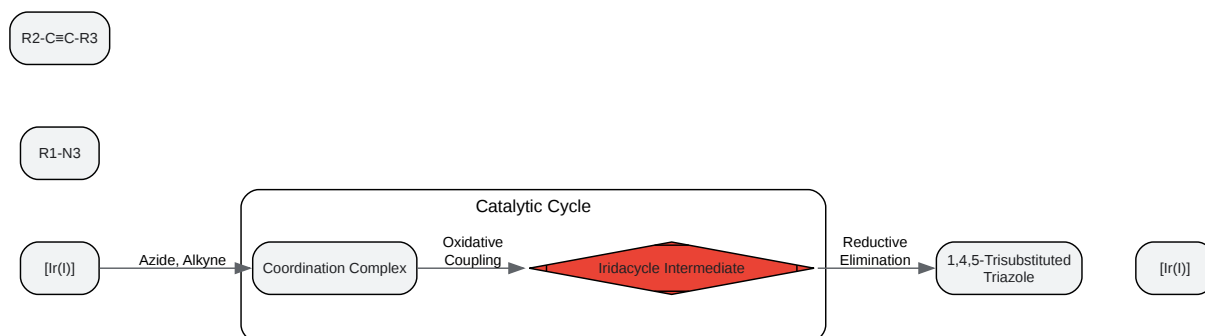 R2-C≡C-R3
R1-N3
Catalytic Cycle
[Ir(I)]
Azide, Alkyne
Coordination Complex
Oxidative
Coupling
Iridacycle Intermediate
Reductive
Elimination
1,4,5-Trisubstituted
Triazole
[Ir(I)]